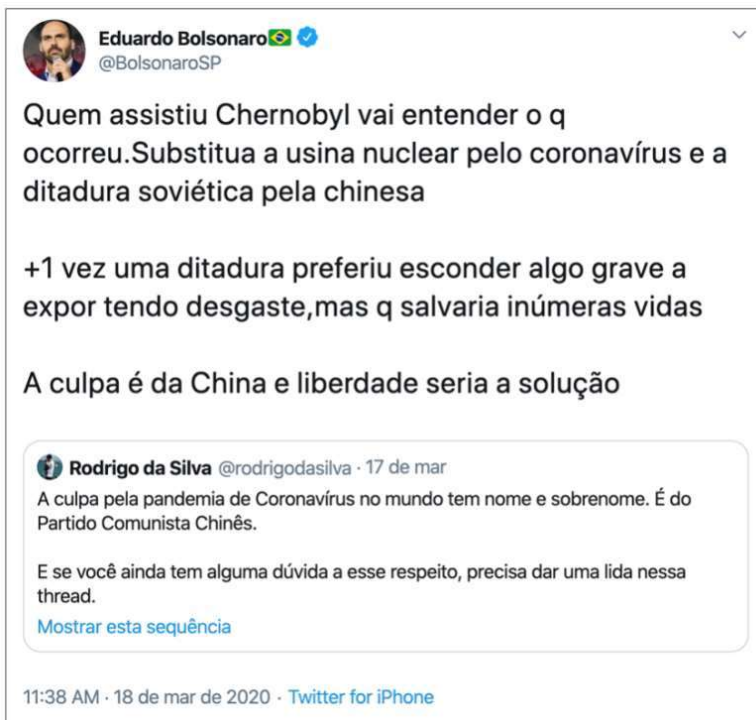 Eduardo Bolsonaro🇧🇷
@BolsonaroSP
Quem assistiu Chernobyl vai entender o q
ocorreu.Substitua a usina nuclear pelo coronavírus e a
ditadura soviética pela chinesa
+1 vez uma ditadura preferiu esconder algo grave a
expor tendo desgaste,mas q salvaria inúmeras vidas
A culpa é da China e liberdade seria a solução
Rodrigo da Silva @rodrigodasilva · 17 de mar
A culpa pela pandemia de Coronavírus no mundo tem nome e sobrenome. É do
Partido Comunista Chinês.
E se você ainda tem alguma dúvida a esse respeito, precisa dar uma lida nessa
thread.
Mostrar esta sequência
11:38 AM · 18 de mar de 2020 · Twitter for iPhone